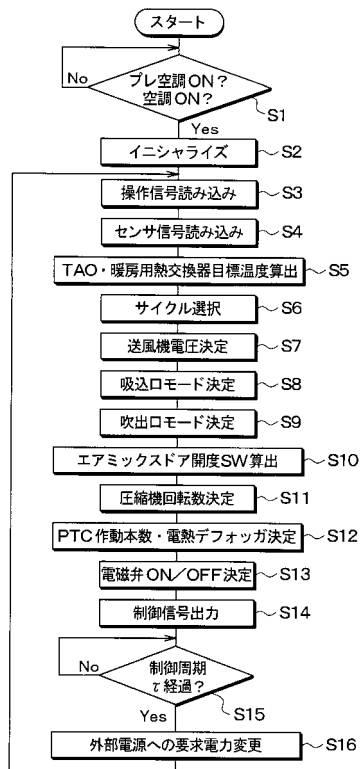 スタート
No
プレ空調ON?
空調ON?
S1
Yes
イニシャライズ
S2
操作信号読み込み
S3
センサ信号読み込み
S4
TAO・暖房用熱交換器目標温度算出
S5
サイクル選択
S6
送風機電圧決定
S7
吸込口モード決定
S8
吹出口モード決定
S9
エアミックスドア開度SW算出
S10
圧縮機回転数決定
S11
PTC作動本数・電熱デフォッガ決定
S12
電磁弁ON/OFF決定
S13
制御信号出力
S14
No
制御周期
τ経過?
S15
Yes
外部電源への要求電力変更
S16